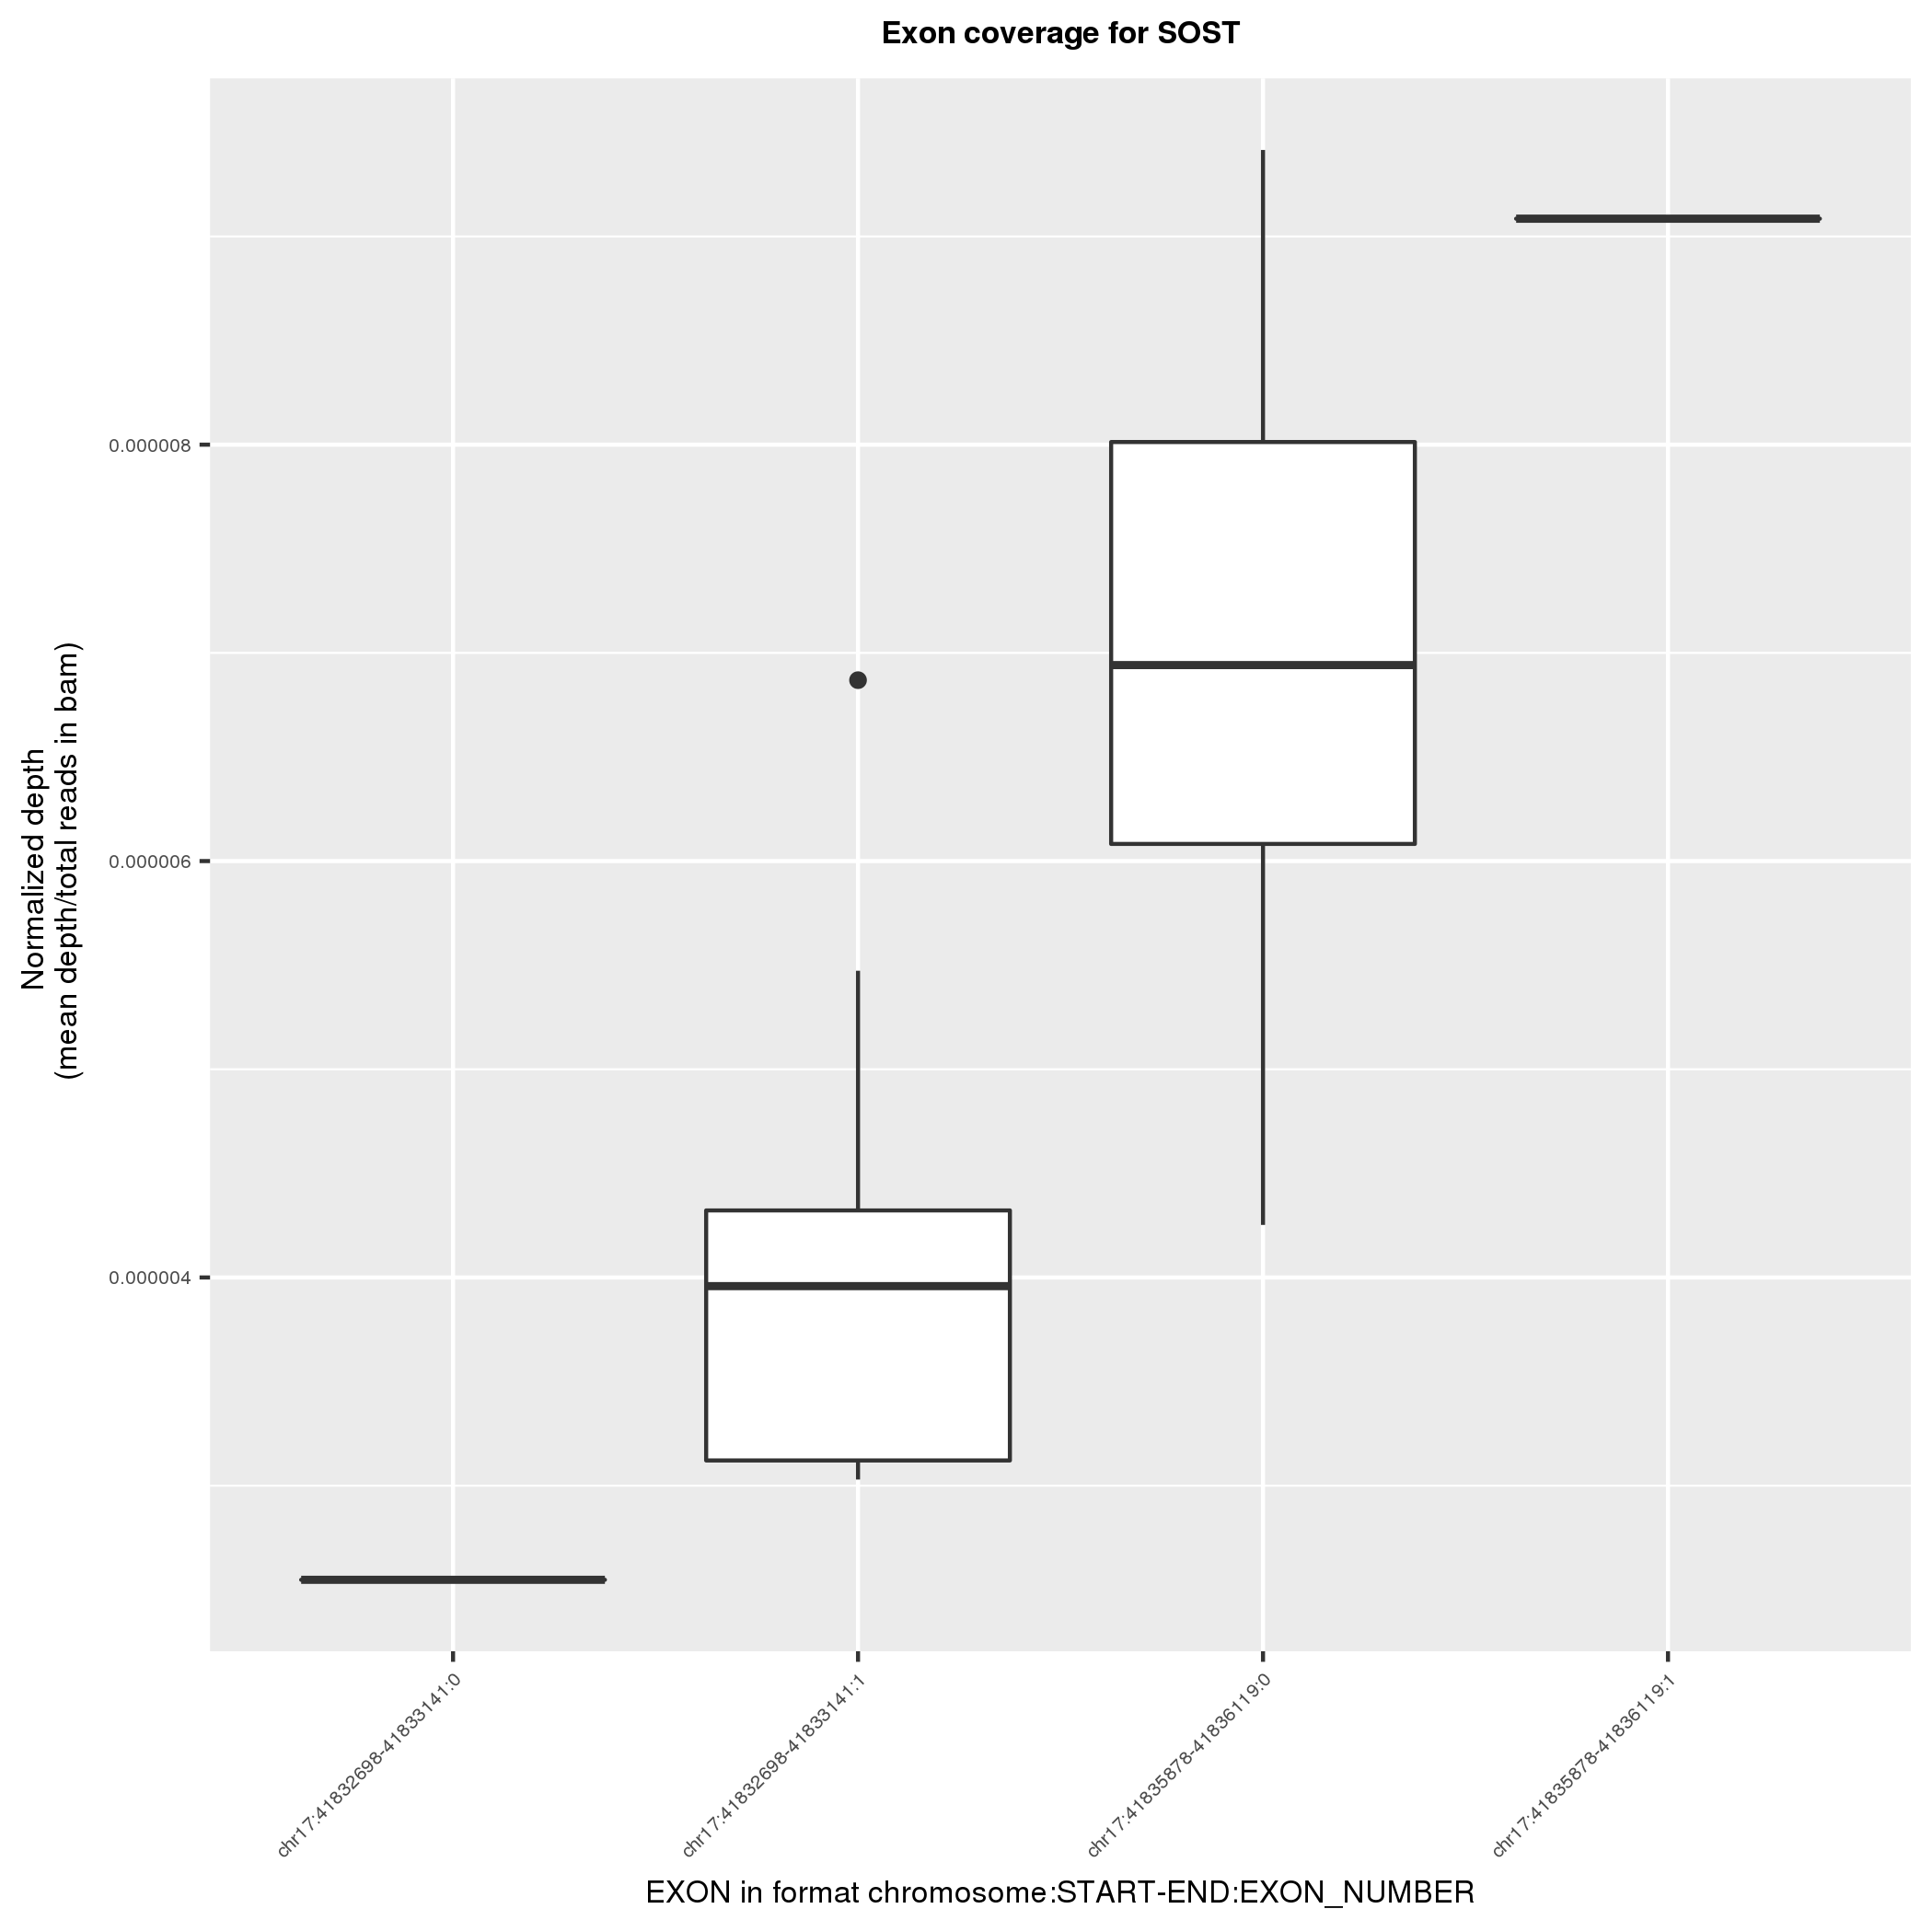 Exon coverage for SOST
Normalized depth
(mean depth/total reads in bam)
0.000008
0.000006
0.000004
chr17:41832698-41833141:0
chr17:41832698-41833141:1
chr17:41835878-41836119:0
chr17:41835878-41836119:1
EXON in format chromosome:START-END:EXON_NUMBER